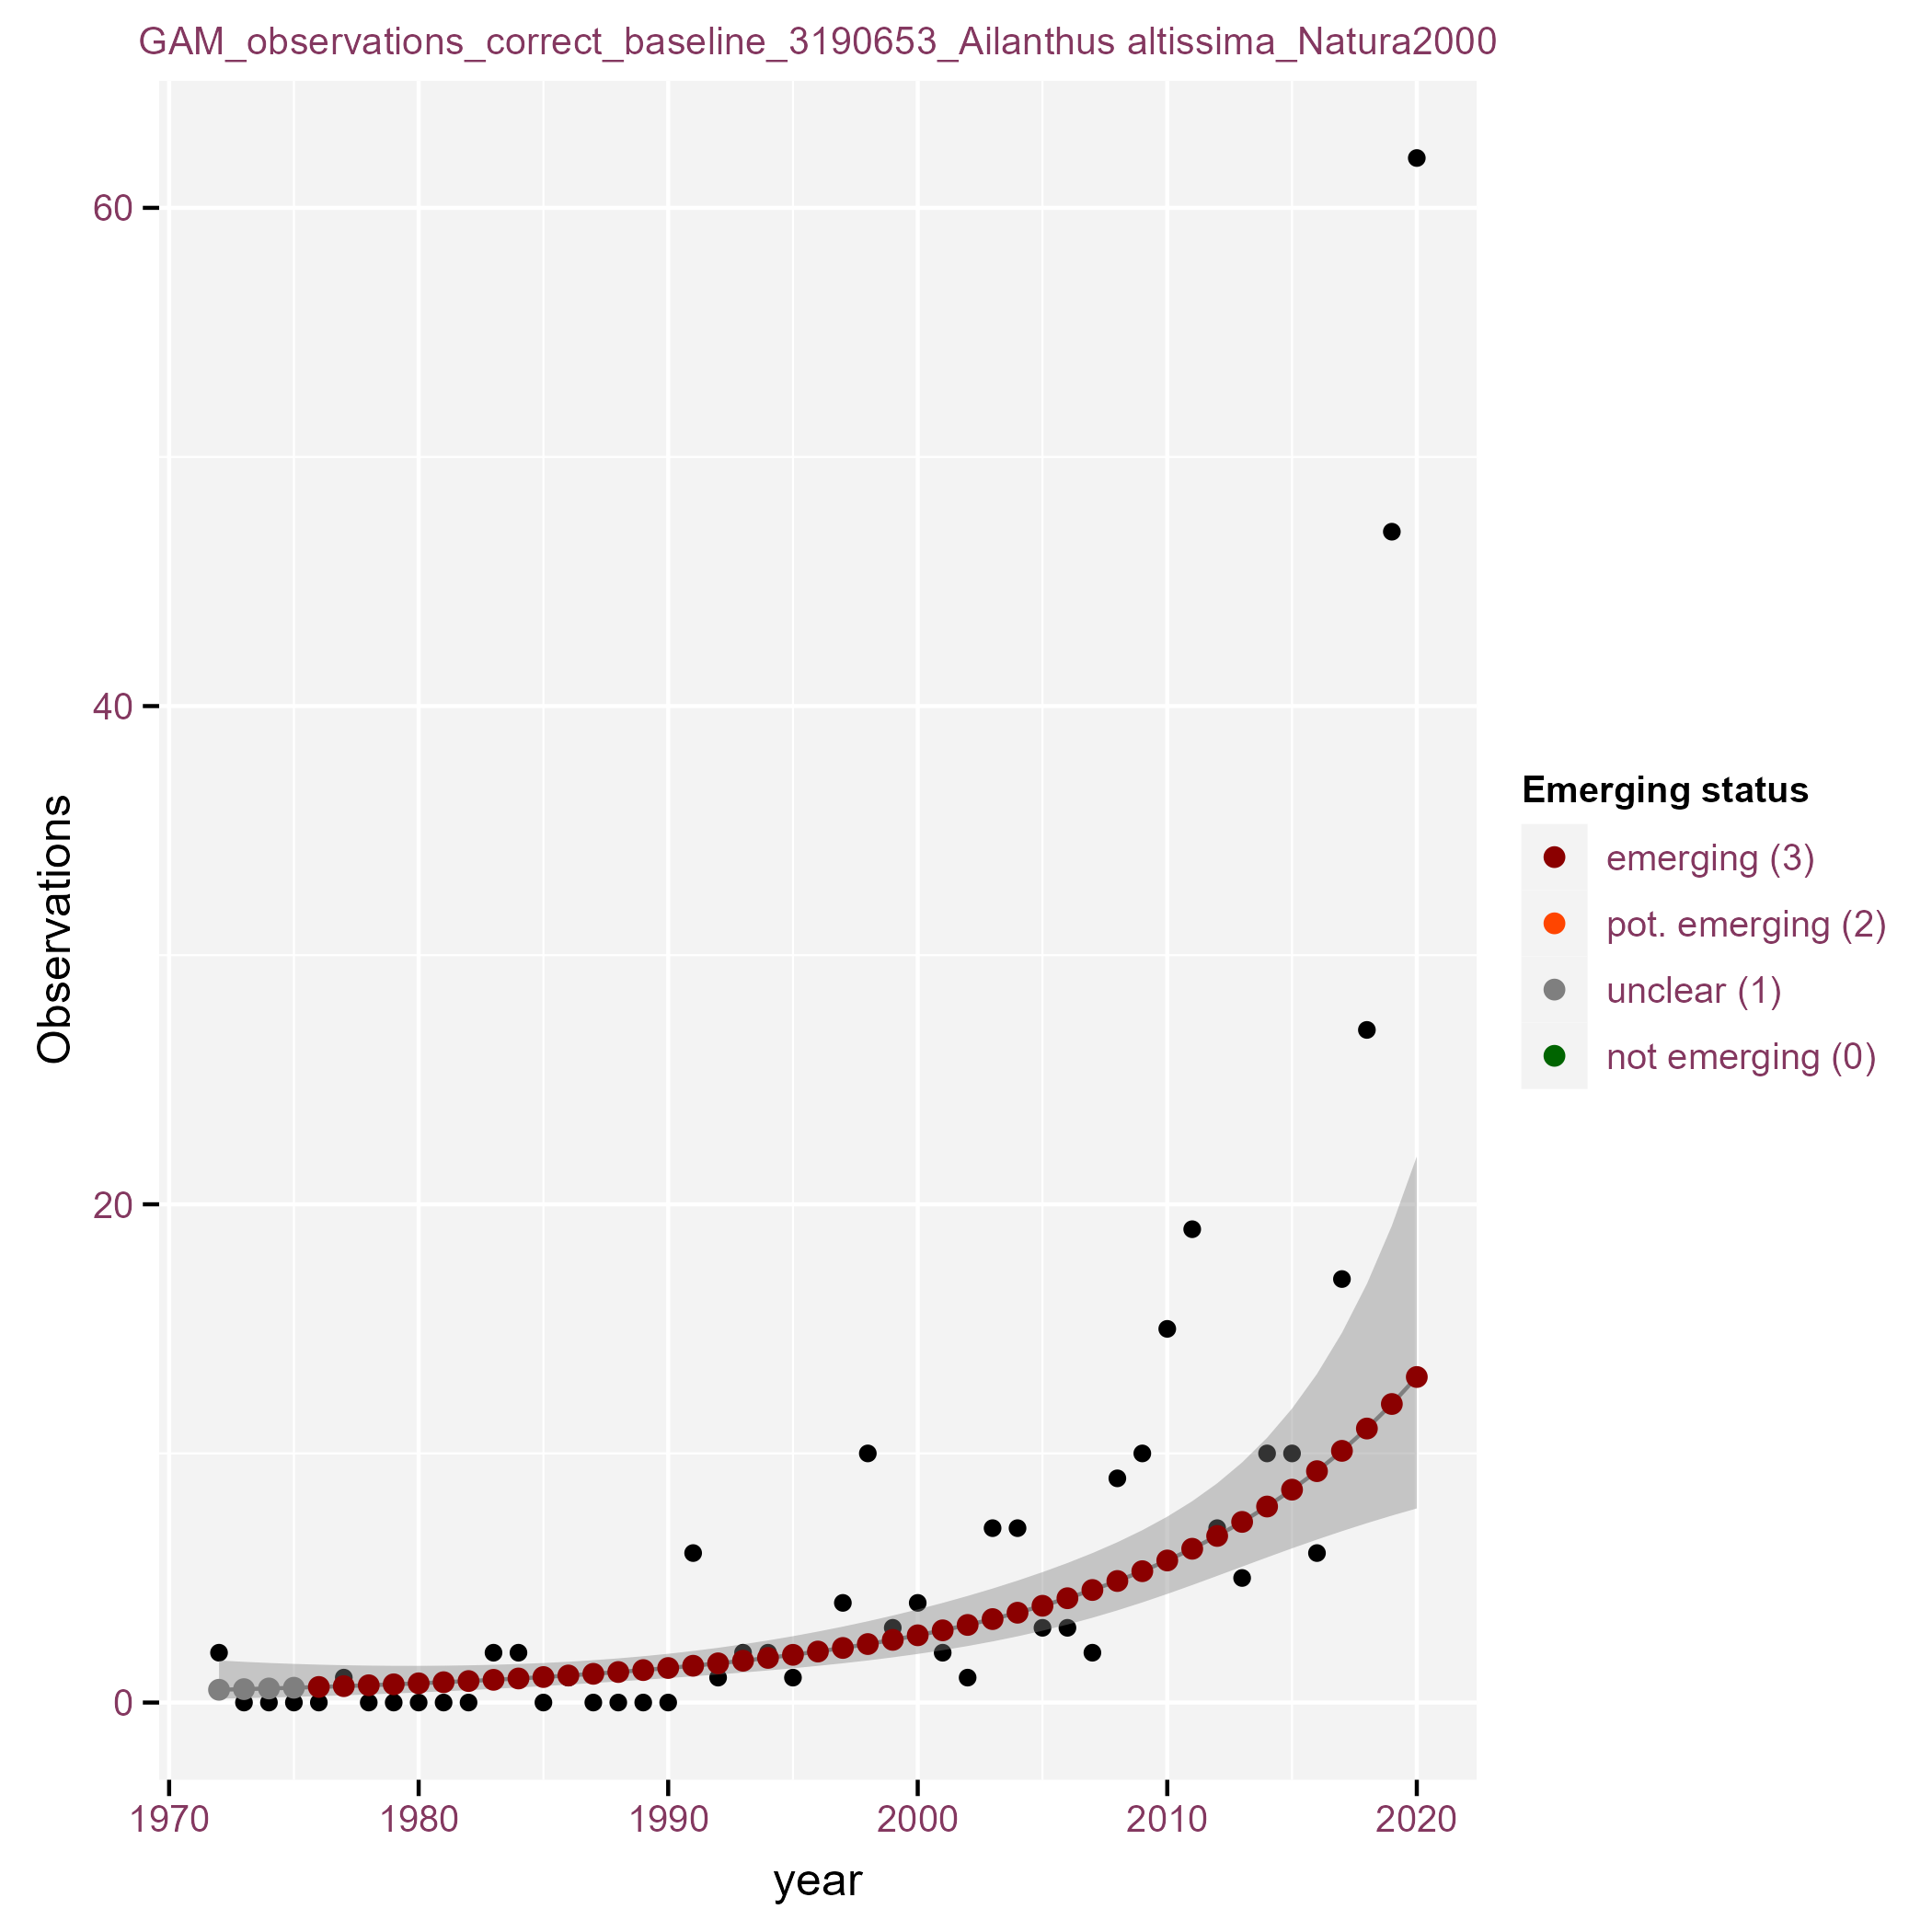 GAM_observations_correct_baseline_3190653_Ailanthus altissima_Natura2000
60
40
20
0
Observations
1970 1980 1990 2000 2010 2020
year
Emerging status
emerging (3)
pot. emerging (2)
unclear (1)
not emerging (0)